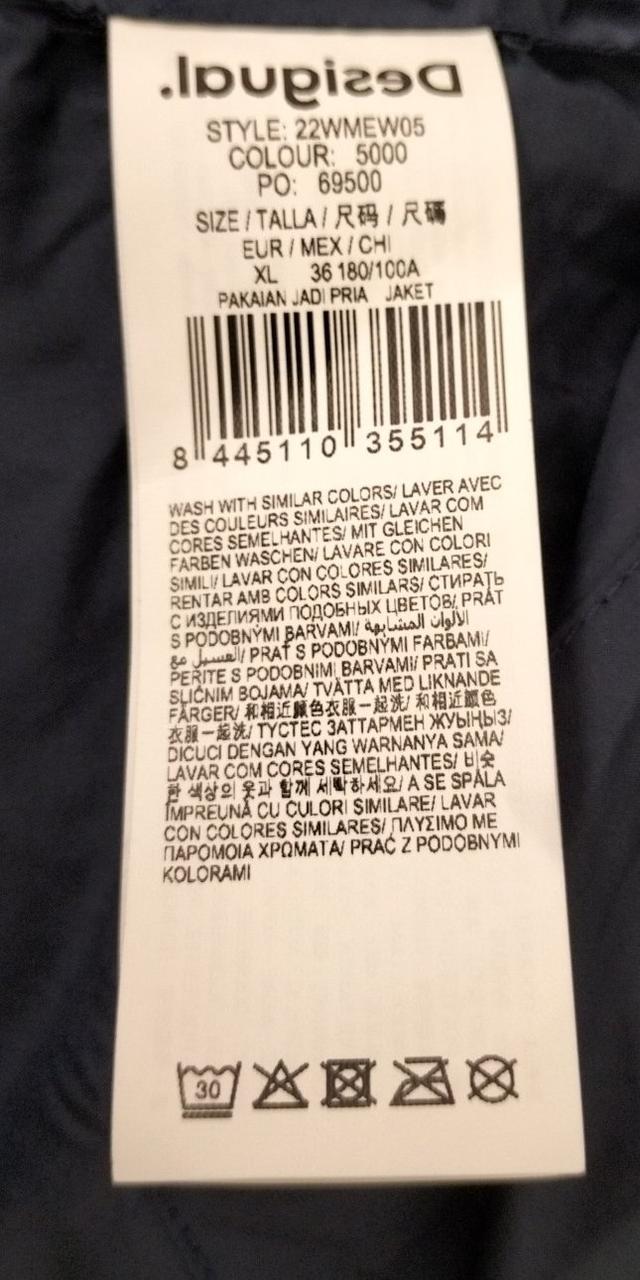 Desigual.
STYLE: 22WMEW05
COLOUR: 5000
PO: 69500
SIZE / TALLA / 尺码 / 尺碼
EUR / MEX / CHI
XL 36 180/100A
PAKAIAN JADI PRIA JAKET
8 445110 355114
WASH WITH SIMILAR COLORS/ LAVER AVEC
DES COULEURS SIMILAIRES/ LAVAR COM
CORES SEMELHANTES/ MIT GLEICHEN
FARBEN WASCHEN/ LAVARE CON COLORI
SIMILI/ LAVAR CON COLORES SIMILARES/
RENTAR AMB COLORS SIMILARS/ СТИРАТЬ
С ИЗДЕЛИЯМИ ПОДОБНЫХ ЦВЕТОВ/ PRÁT
S PODOBNÝMI BARVAMI/ الألوان المشابهة
الغسيل مع/ PRAŤ S PODOBNÝMI FARBAMI/
PERITE S PODOBNIMI BARVAMI/ PRATI SA
SLIČNIM BOJAMA/ TVÄTTA MED LIKNANDE
FÄRGER/ 和相近颜色衣服一起洗/ 和相近顏色
衣服一起洗/ ТҮСТЕС ЗАТТАРМЕН ЖУЫҢЫЗ/
DICUCI DENGAN YANG WARNANYA SAMA/
LAVAR COM CORES SEMELHANTES/ 비슷
한 색상의 옷과 함께 세탁하세요/ A SE SPĂLA
ÎMPREUNĂ CU CULORI SIMILARE/ LAVAR
CON COLORES SIMILARES/ ΠΛΥΣΙΜΟ ΜΕ
ΠΑΡΟΜΟΙΑ ΧΡΩΜΑΤΑ/ PRAĆ Z PODOBNYMI
KOLORAMI
30